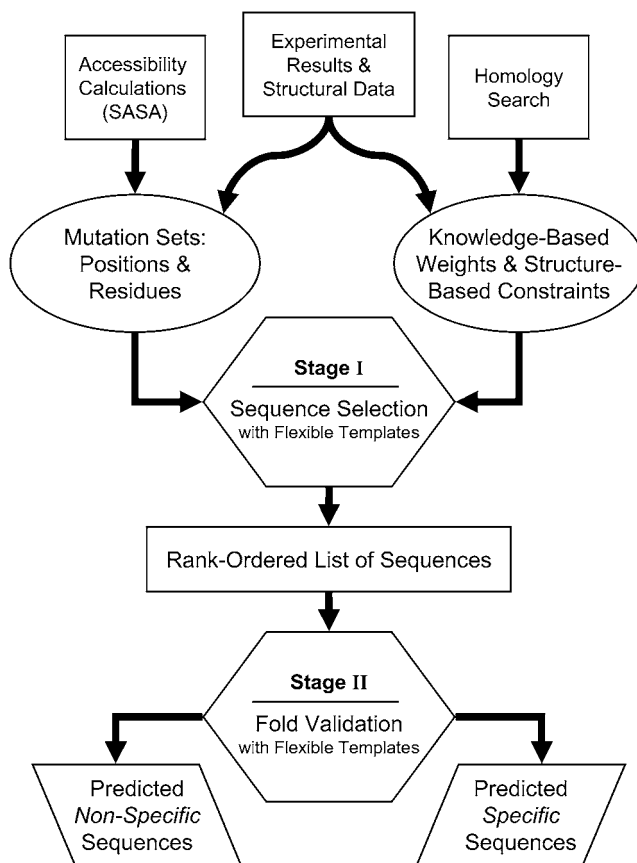 Accessibility
Calculations
(SASA)
Experimental
Results &
Structural Data
Homology
Search
Mutation Sets:
Positions &
Residues
Knowledge-Based
Weights & Structure-
Based Constraints
Stage I
Sequence Selection
with Flexible Templates
Rank-Ordered List of Sequences
Stage II
Fold Validation
with Flexible Templates
Predicted
Non-Specific
Sequences
Predicted
Specific
Sequences